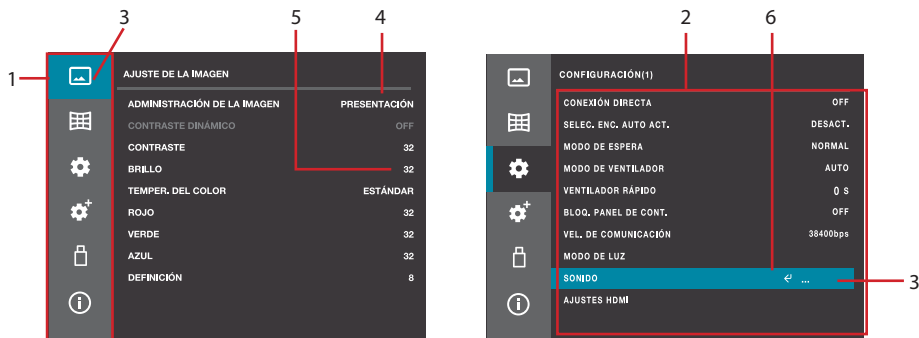 3 5 4
1
AJUSTE DE LA IMAGEN
ADMINISTRACIÓN DE LA IMAGEN PRESENTACIÓN
CONTRASTE DINÁMICO OFF
CONTRASTE 32
BRILLO 32
TEMPER. DEL COLOR ESTÁNDAR
ROJO 32
VERDE 32
AZUL 32
DEFINICIÓN 8
2 6
CONFIGURACIÓN(1)
CONEXIÓN DIRECTA OFF
SELEC. ENC. AUTO ACT. DESACT.
MODO DE ESPERA NORMAL
MODO DE VENTILADOR AUTO
VENTILADOR RÁPIDO 0 S
BLOQ. PANEL DE CONT. OFF
VEL. DE COMUNICACIÓN 38400bps
MODO DE LUZ
SONIDO ...
3
AJUSTES HDMI